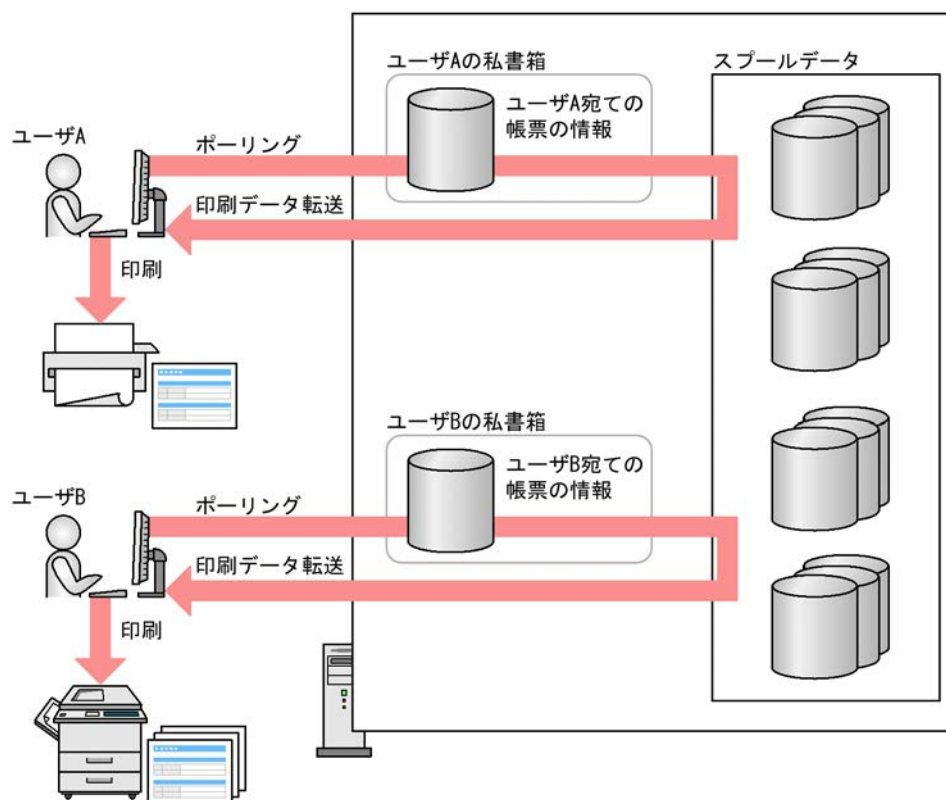 ユーザAの私書箱
スプールデータ
ユーザA宛ての
帳票の情報
ユーザA
ポーリング
印刷データ転送
印刷
ユーザBの私書箱
ユーザB宛ての
帳票の情報
ユーザB
ポーリング
印刷データ転送
印刷